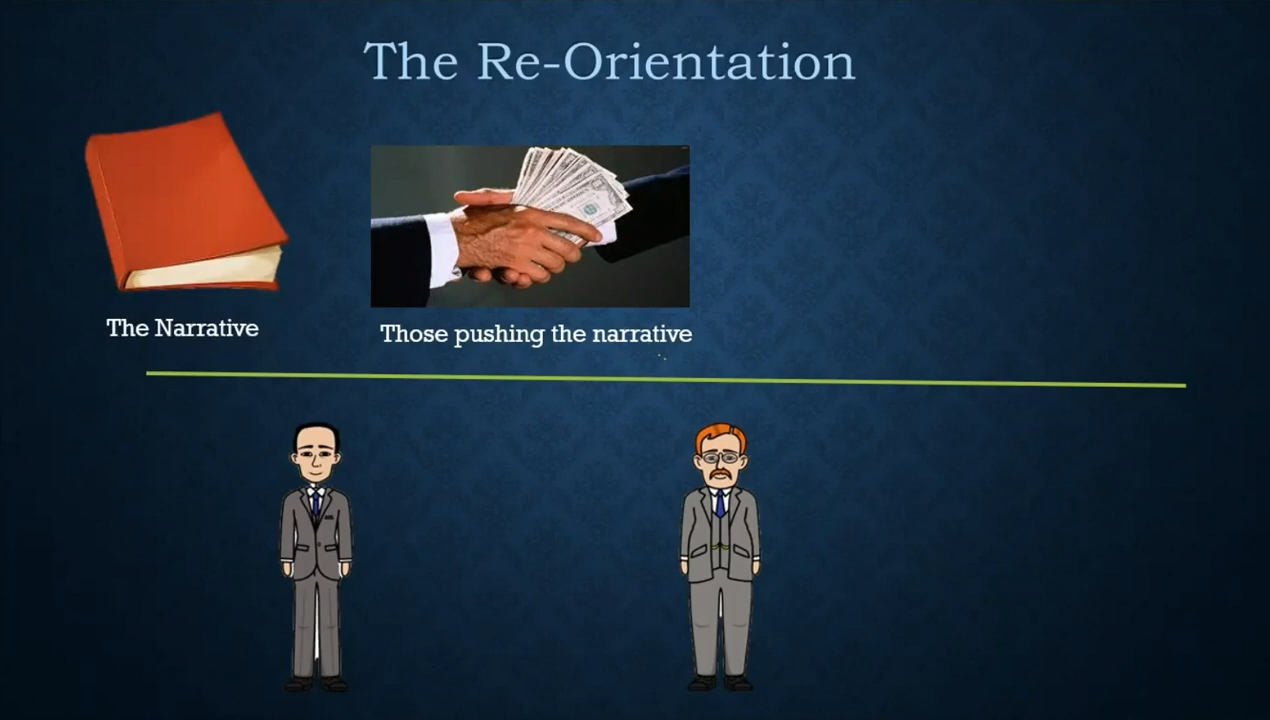 The Re-Orientation
The Narrative
Those pushing the narrative